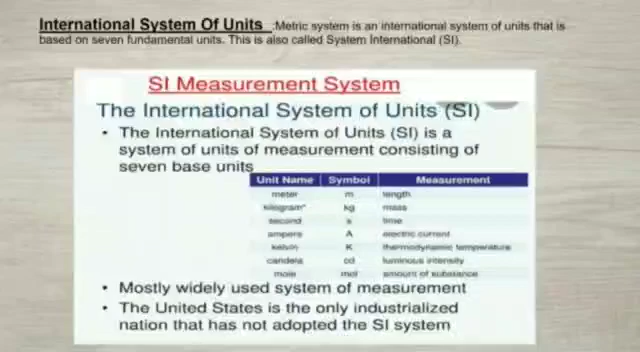 International System Of Units :Metric system is an international system of units that is
based on seven fundamental units. This is also called System International (SI).
SI Measurement System
The International System of Units (SI)
• The International System of Units (SI) is a
system of units of measurement consisting of
seven base units
Unit Name Symbol Measurement
meter m length
kilogram* kg mass
second s time
ampere A electric current
kelvin K thermodynamic temperature
candela cd luminous intensity
mole mol amount of substance
• Mostly widely used system of measurement
• The United States is the only industrialized
nation that has not adopted the SI system